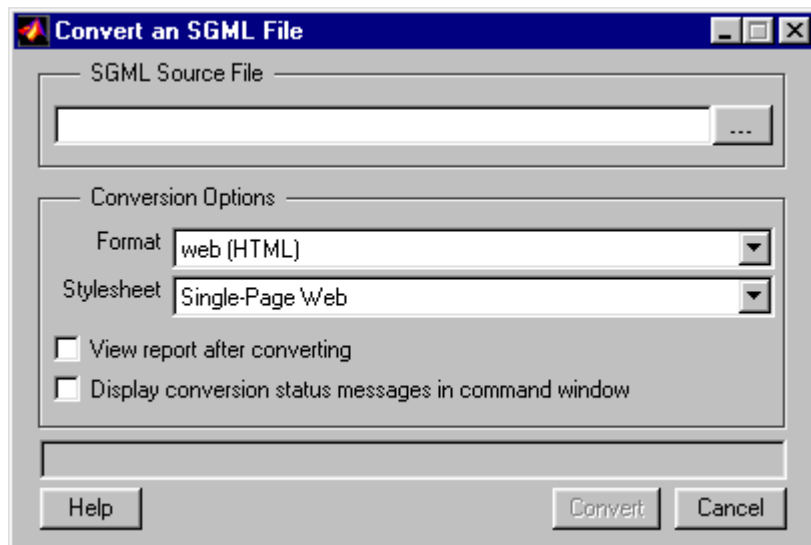 Convert an SGML File
SGML Source File
...
Conversion Options
Format web (HTML)
Stylesheet Single-Page Web
View report after converting
Display conversion status messages in command window
Help Convert Cancel